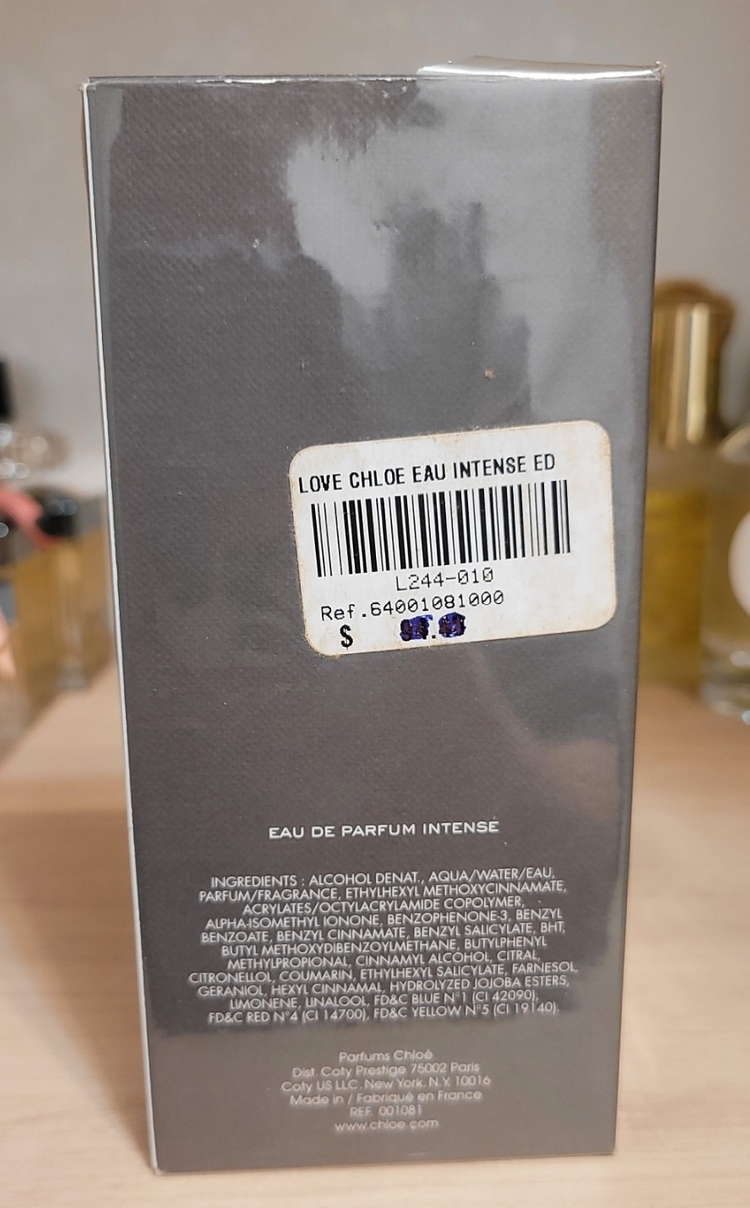 LOVE CHLOE EAU INTENSE ED
L244-010
Ref.64001081000
$
EAU DE PARFUM INTENSE
INGREDIENTS : ALCOHOL DENAT., AQUA/WATER/EAU,
PARFUM/FRAGRANCE, ETHYLHEXYL METHOXYCINNAMATE,
ACRYLATES/OCTYLACRYLAMIDE COPOLYMER,
ALPHA-ISOMETHYL IONONE, BENZOPHENONE-3, BENZYL
BENZOATE, BENZYL CINNAMATE, BENZYL SALICYLATE, BHT,
BUTYL METHOXYDIBENZOYLMETHANE, BUTYLPHENYL
METHYLPROPIONAL, CINNAMYL ALCOHOL, CITRAL,
CITRONELLOL, COUMARIN, ETHYLHEXYL SALICYLATE, FARNESOL,
GERANIOL, HEXYL CINNAMAL, HYDROLYZED JOJOBA ESTERS,
LIMONENE, LINALOOL, FD&C BLUE N°1 (CI 42090),
FD&C RED N°4 (CI 14700), FD&C YELLOW N°5 (CI 19140).
Parfums Chloé
Dist. Coty Prestige 75002 Paris
Coty US LLC. New York. N.Y. 10016
Made in / Fabriqué en France
REF. 001081
www.chloe.com